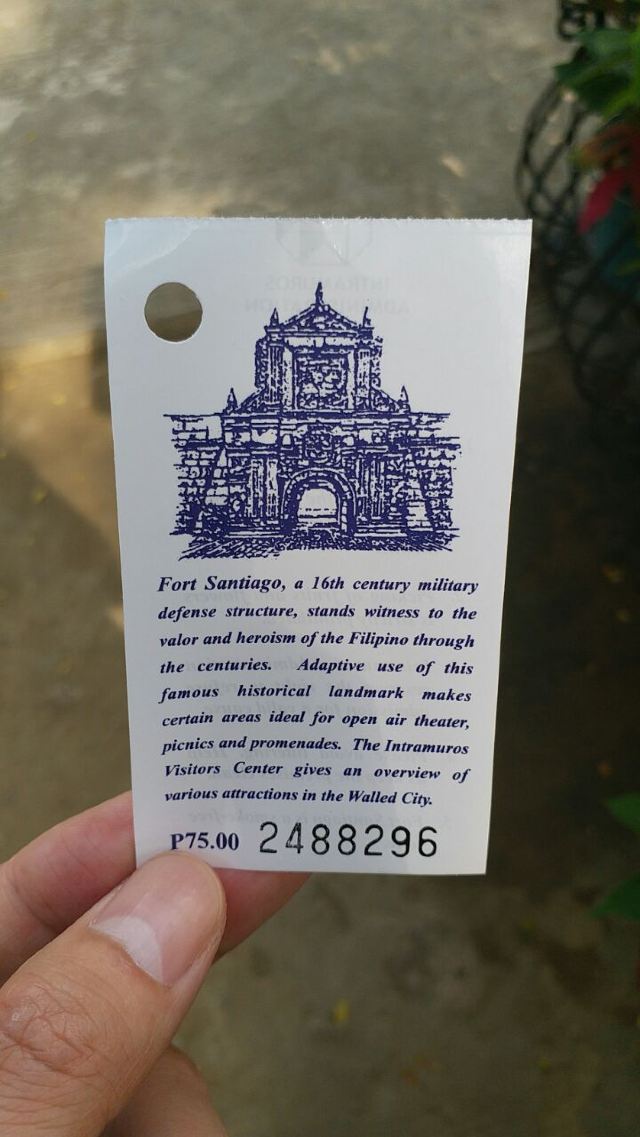 Fort Santiago, a 16th century military
defense structure, stands witness to the
valor and heroism of the Filipino through
the centuries. Adaptive use of this
famous historical landmark makes
certain areas ideal for open air theater,
picnics and promenades. The Intramuros
Visitors Center gives an overview of
various attractions in the Walled City.
P75.00 2488296